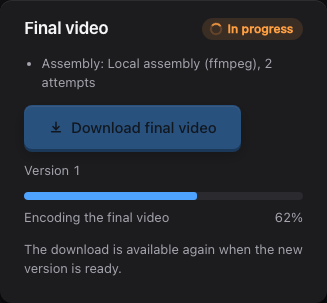 Final video
In progress
Assembly: Local assembly (ffmpeg), 2
attempts
Download final video
Version 1
Encoding the final video
62%
The download is available again when the new
version is ready.